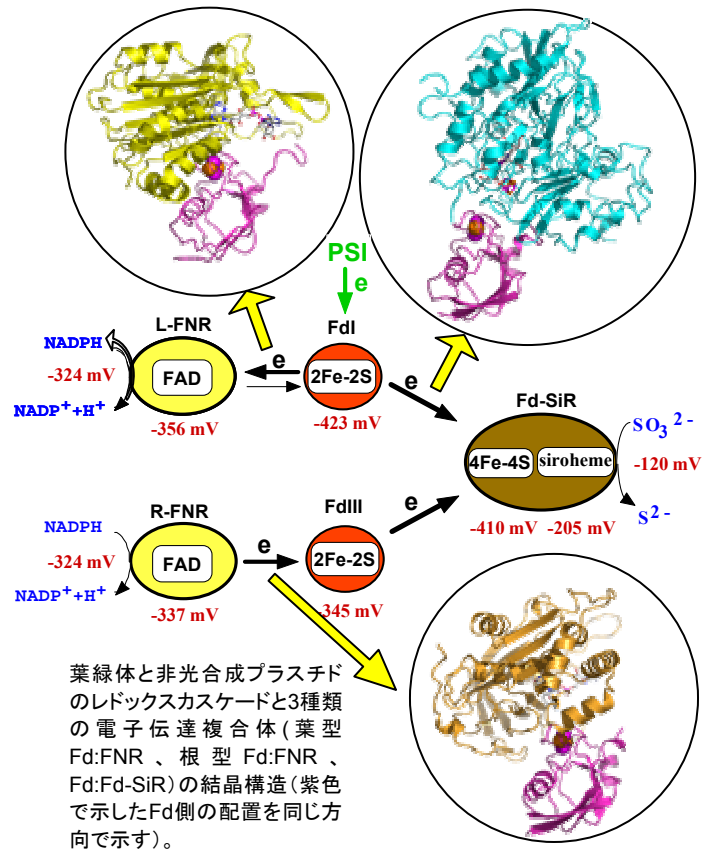 PSI
e
L-FNR
FdI
NADPH
-324 mV
NADP⁺+H⁺
FAD
-356 mV
e
2Fe-2S
-423 mV
e
Fd-SiR
4Fe-4S
siroheme
-410 mV
-205 mV
SO₃²⁻
-120 mV
S²⁻
R-FNR
FdIII
NADPH
-324 mV
NADP⁺+H⁺
FAD
-337 mV
e
2Fe-2S
-345 mV
e
葉緑体と非光合成プラスチド
のレドックスカスケードと3種類
の電子伝達複合体(葉型
Fd:FNR 、根型 Fd:FNR 、
Fd:Fd-SiR)の結晶構造(紫色
で示したFd側の配置を同じ方
向で示す)。